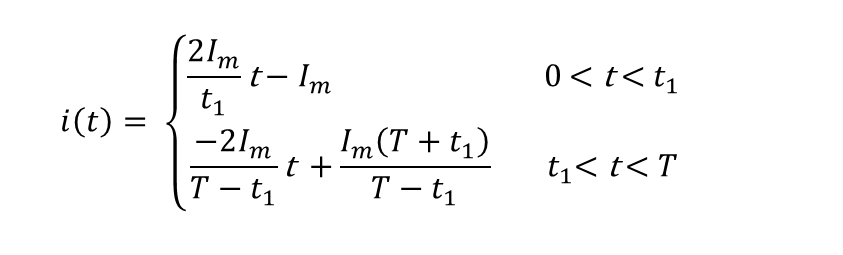 i(t) = { 2I_m/t_1 t − I_m    0 < t < t_1
−2I_m/(T − t_1) t + I_m(T + t_1)/(T − t_1)    t_1 < t < T